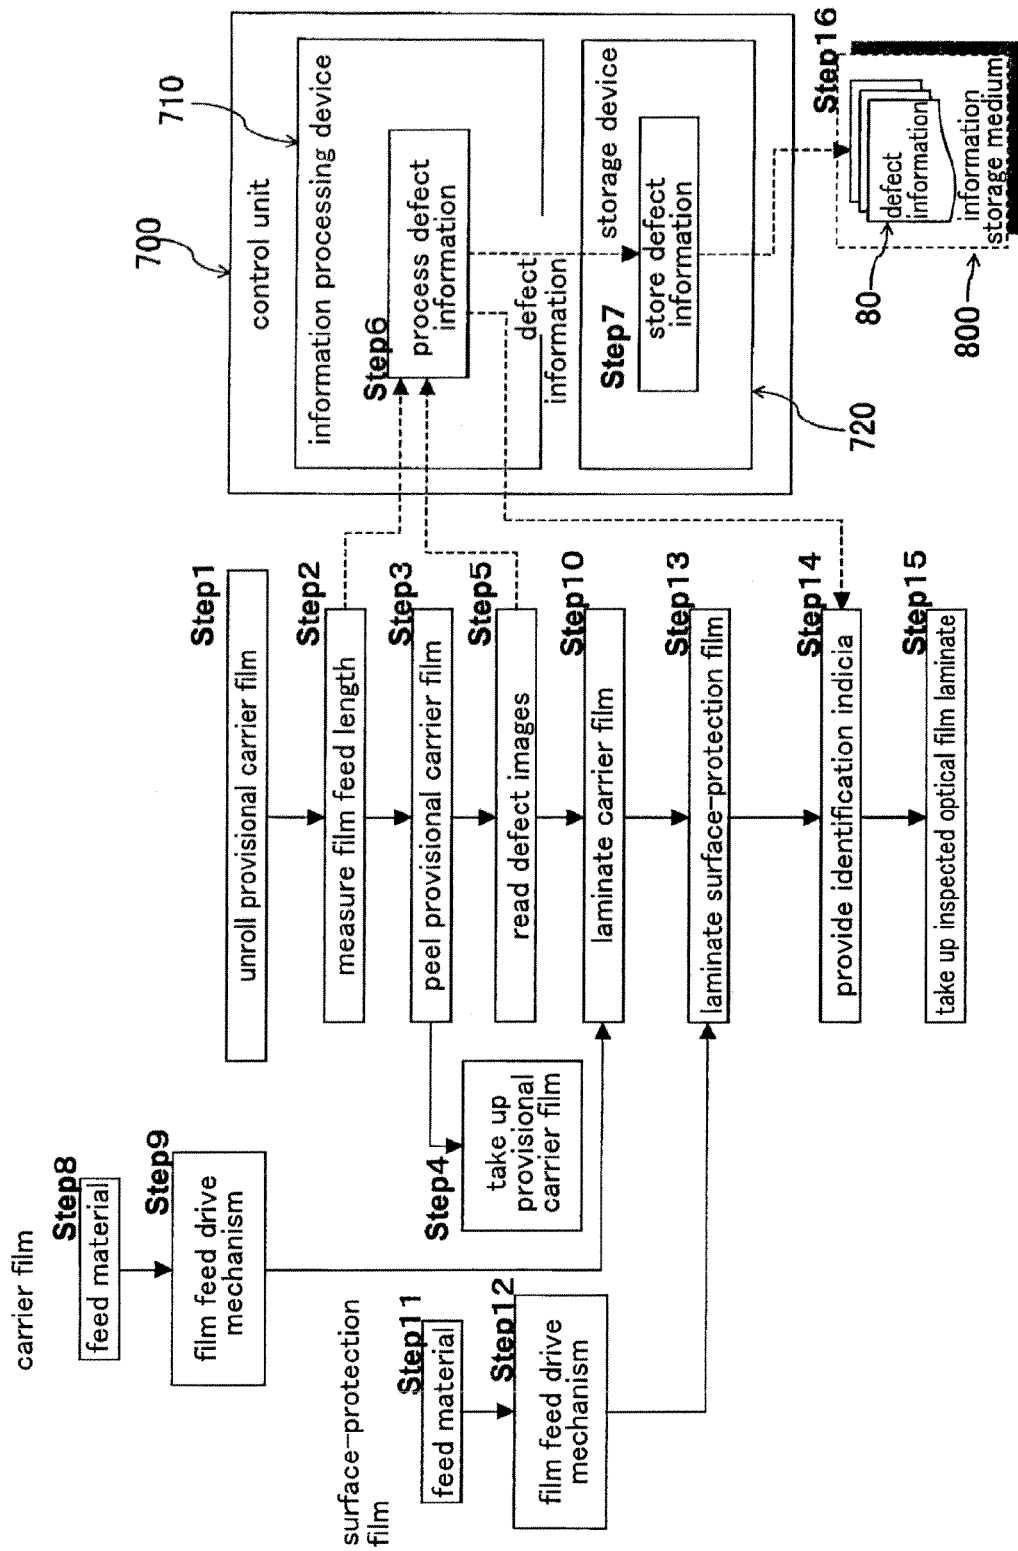 carrier film
Step8
feed material
Step9
film feed drive
mechanism
surface-protection
film
Step11
feed material
Step12
film feed drive
mechanism
Step1
unroll provisional carrier film
Step2
measure film feed length
Step3
peel provisional carrier film
Step4
take up
provisional
carrier film
Step5
read defect images
Step10
laminate carrier film
Step13
laminate surface-protection film
Step14
provide identification indicia
Step15
take up inspected optical film laminate
700
control unit
710
information processing device
Step6
process defect
information
defect
information
storage device
Step7
store defect
information
720
Step16
defect
information
information
storage medium
80
800